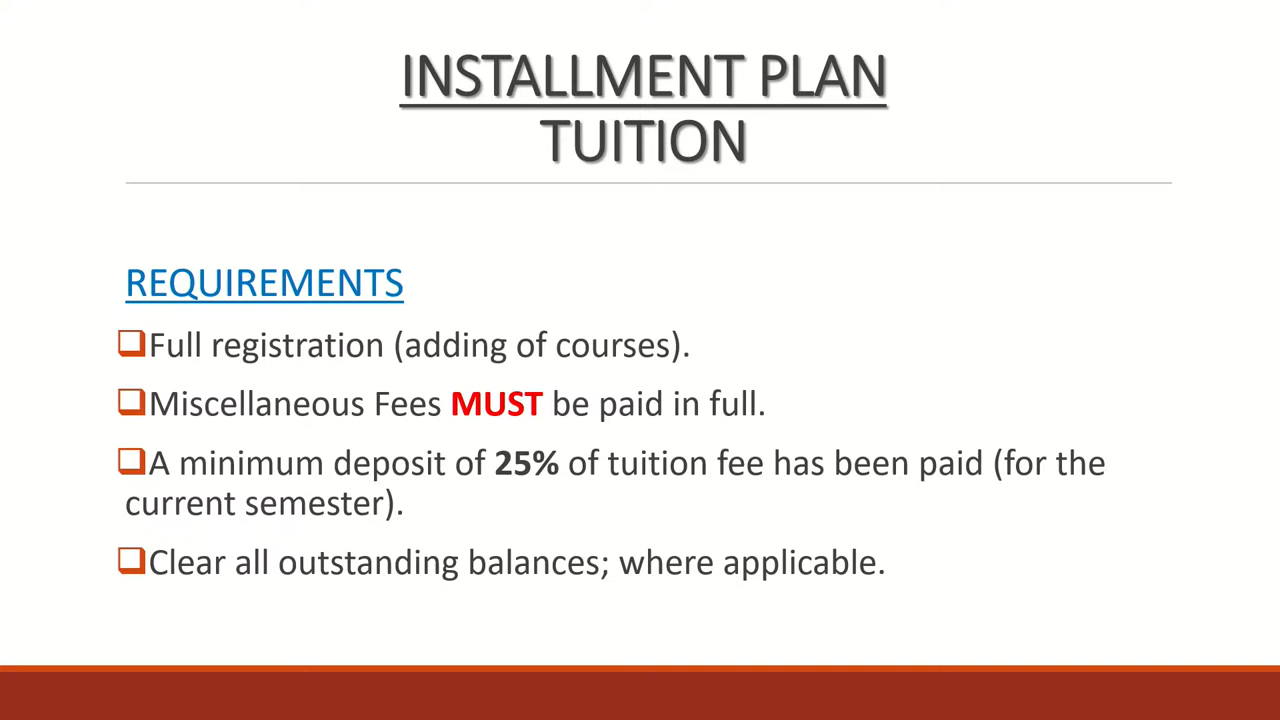 INSTALLMENT PLAN
TUITION
REQUIREMENTS
Full registration (adding of courses).
Miscellaneous Fees MUST be paid in full.
A minimum deposit of 25% of tuition fee has been paid (for the
current semester).
Clear all outstanding balances; where applicable.